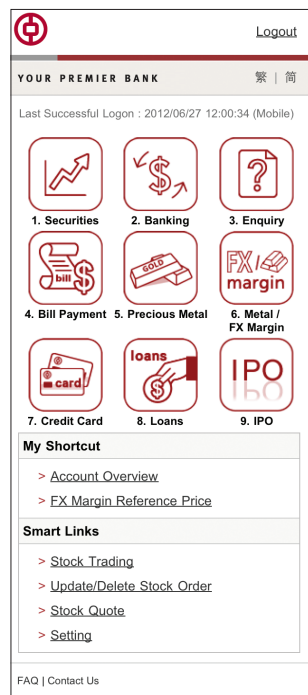 Logout
YOUR PREMIER BANK 繁 | 简
Last Successful Logon : 2012/06/27 12:00:34 (Mobile)
1. Securities 2. Banking 3. Enquiry
bill GOLD FX/
margin
4. Bill Payment 5. Precious Metal 6. Metal /
FX Margin
card loans IPO
7. Credit Card 8. Loans 9. IPO
My Shortcut
> Account Overview
> FX Margin Reference Price
Smart Links
> Stock Trading
> Update/Delete Stock Order
> Stock Quote
> Setting
FAQ | Contact Us